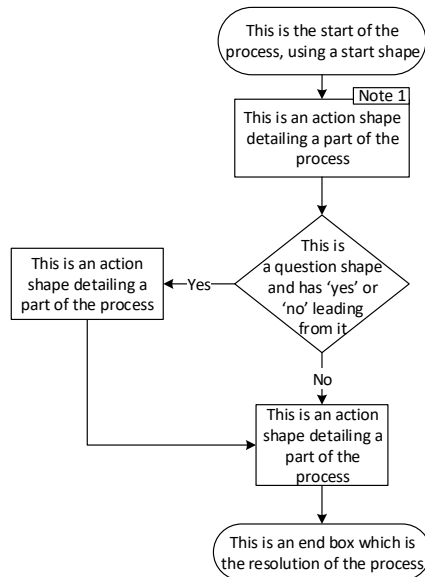 This is the start of the
process, using a start shape
Note 1
This is an action shape
detailing a part of the
process
This is
a question shape
and has ‘yes’ or
‘no’ leading
from it
Yes
This is an action
shape detailing a
part of the process
No
This is an action
shape detailing a
part of the
process
This is an end box which is
the resolution of the process